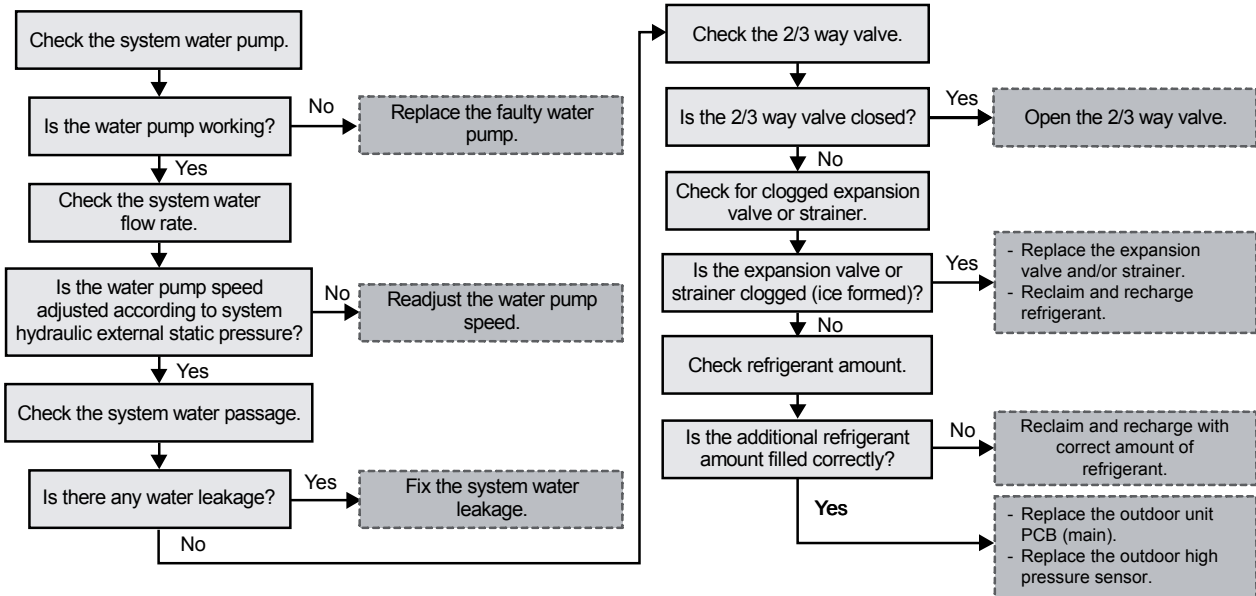 Check the system water pump.
Is the water pump working?
No
Replace the faulty water
pump.
Yes
Check the system water
flow rate.
Is the water pump speed
adjusted according to system
hydraulic external static pressure?
No
Readjust the water pump
speed.
Yes
Check the system water passage.
Is there any water leakage?
Yes
Fix the system water
leakage.
No
Check the 2/3 way valve.
Is the 2/3 way valve closed?
Yes
Open the 2/3 way valve.
No
Check for clogged expansion
valve or strainer.
Is the expansion valve or
strainer clogged (ice formed)?
Yes
- Replace the expansion
valve and/or strainer.
- Reclaim and recharge
refrigerant.
No
Check refrigerant amount.
Is the additional refrigerant
amount filled correctly?
No
Reclaim and recharge with
correct amount of
refrigerant.
Yes
- Replace the outdoor unit
PCB (main).
- Replace the outdoor high
pressure sensor.